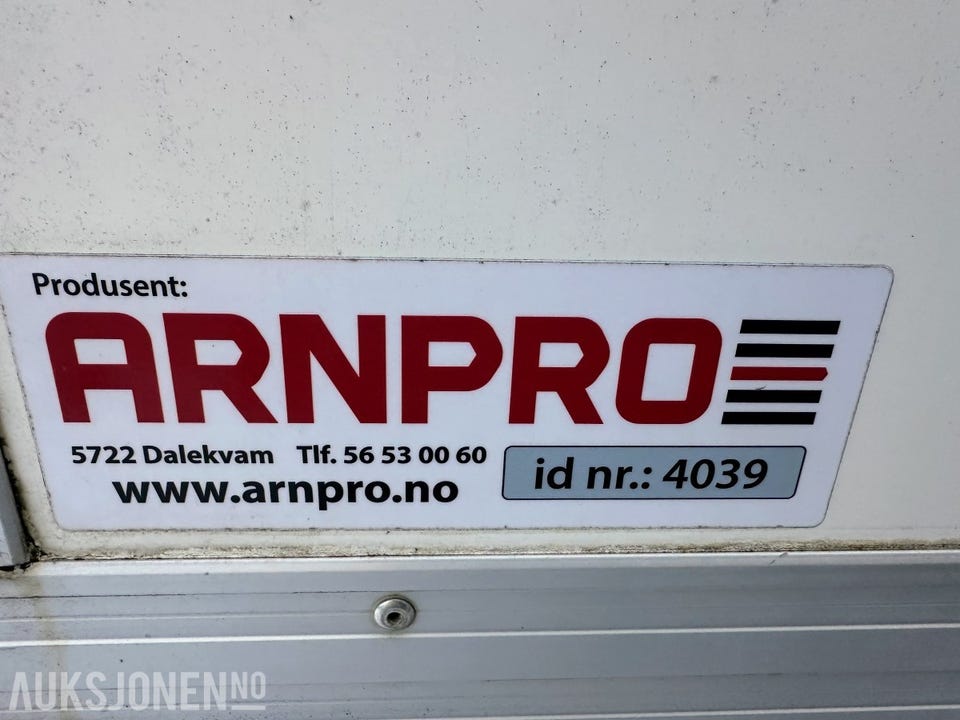 Produsent:
ARNPRO
5722 Dalekvam Tlf. 56 53 00 60
www.arnpro.no
id nr.: 4039
AUKSJONEN.NO